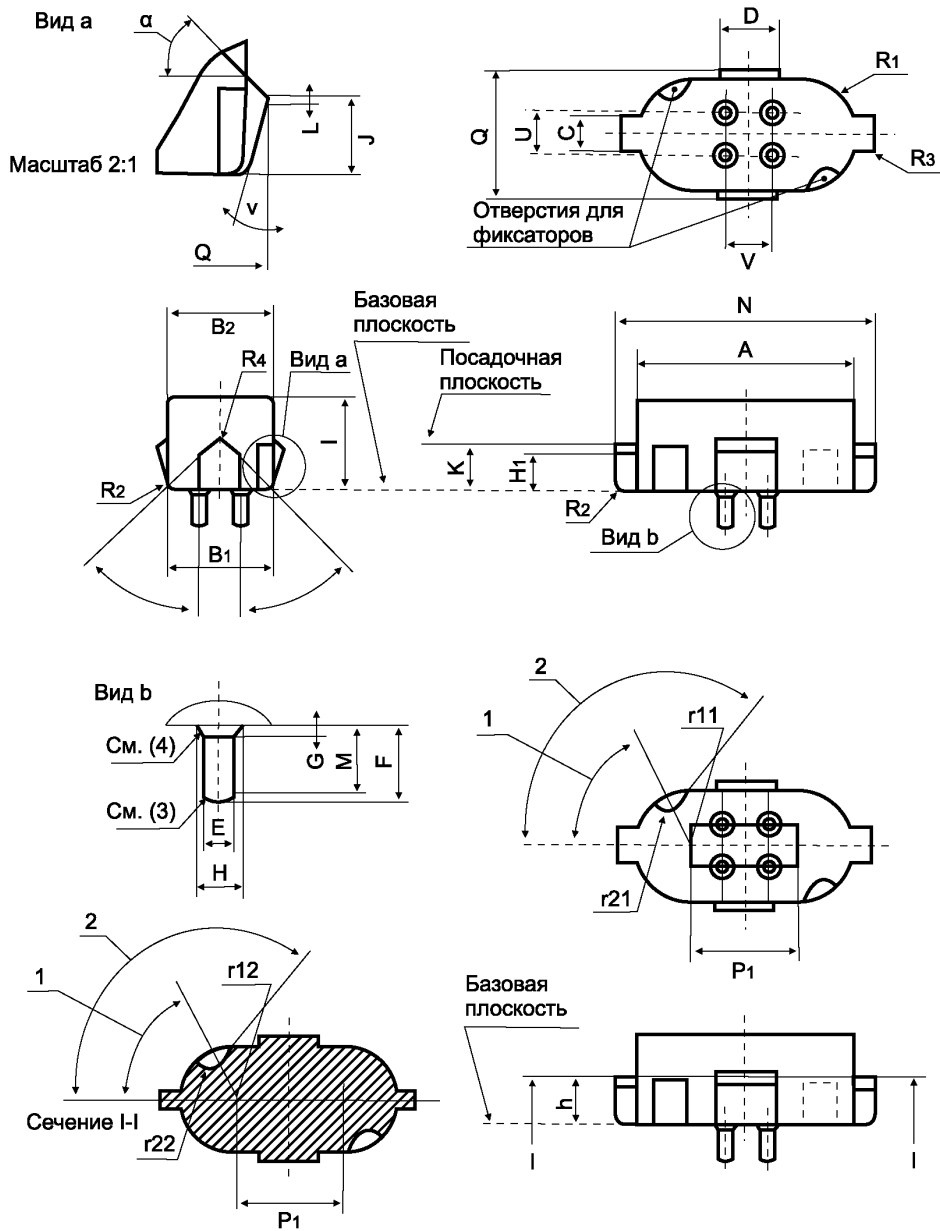 Вид а
α
Масштаб 2:1
L
J
v
Q
D
R1
Q
U
C
R3
Отверстия для
фиксаторов
V
B2
R4
Вид а
I
R2
B1
Базовая
плоскость
Посадочная
плоскость
N
A
K
H1
R2
Вид b
Вид b
См. (4)
См. (3)
G
M
F
E
H
2
1
r11
r21
P1
2
1
r12
Сечение I-I
r22
P1
Базовая
плоскость
h
I
I